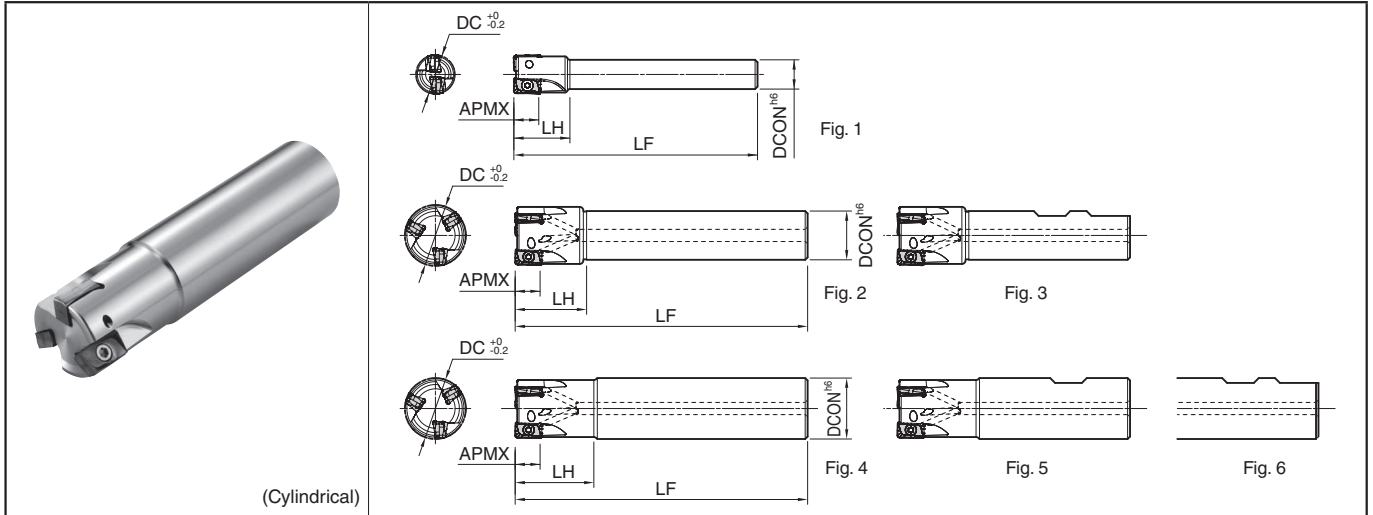 DC +0 -0.2
APMX
LH
LF
DCON h6
Fig. 1
DC +0 -0.2
APMX
LH
LF
DCON h6
Fig. 2
Fig. 3
DC +0 -0.2
APMX
LH
LF
DCON h6
Fig. 4
Fig. 5
Fig. 6
(Cylindrical)